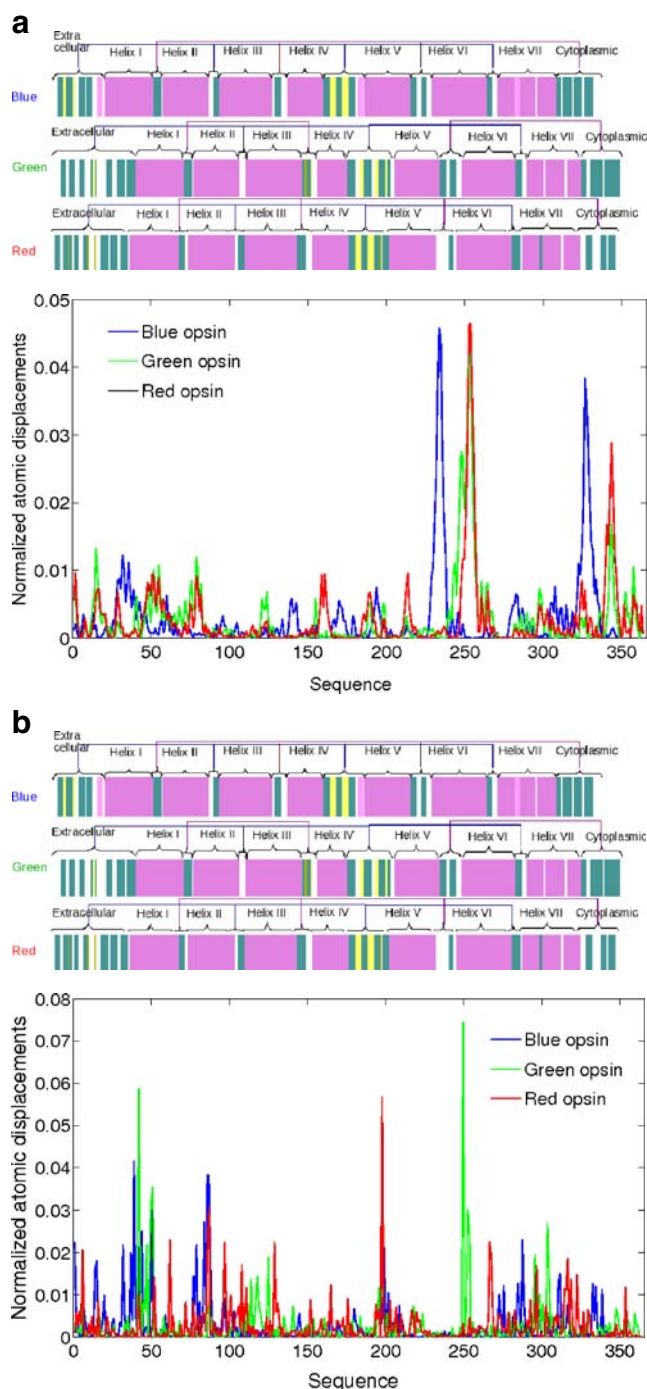 a
Extra
cellular Helix I Helix II Helix III Helix IV Helix V Helix VI Helix VII Cytoplasmic
Blue
Extracellular Helix I Helix II Helix III Helix IV Helix V Helix VI Helix VII Cytoplasmic
Green
Extracellular Helix I Helix II Helix III Helix IV Helix V Helix VI Helix VII Cytoplasmic
Red
Normalized atomic displacements
0.05
0.04
0.03
0.02
0.01
0
Blue opsin
Green opsin
Red opsin
0 50 100 150 200 250 300 350
Sequence
b
Extra
cellular Helix I Helix II Helix III Helix IV Helix V Helix VI Helix VII Cytoplasmic
Blue
Extracellular Helix I Helix II Helix III Helix IV Helix V Helix VI Helix VII Cytoplasmic
Green
Extracellular Helix I Helix II Helix III Helix IV Helix V Helix VI Helix VII Cytoplasmic
Red
Normalized atomic displacements
0.08
0.07
0.06
0.05
0.04
0.03
0.02
0.01
0
Blue opsin
Green opsin
Red opsin
0 50 100 150 200 250 300 350
Sequence